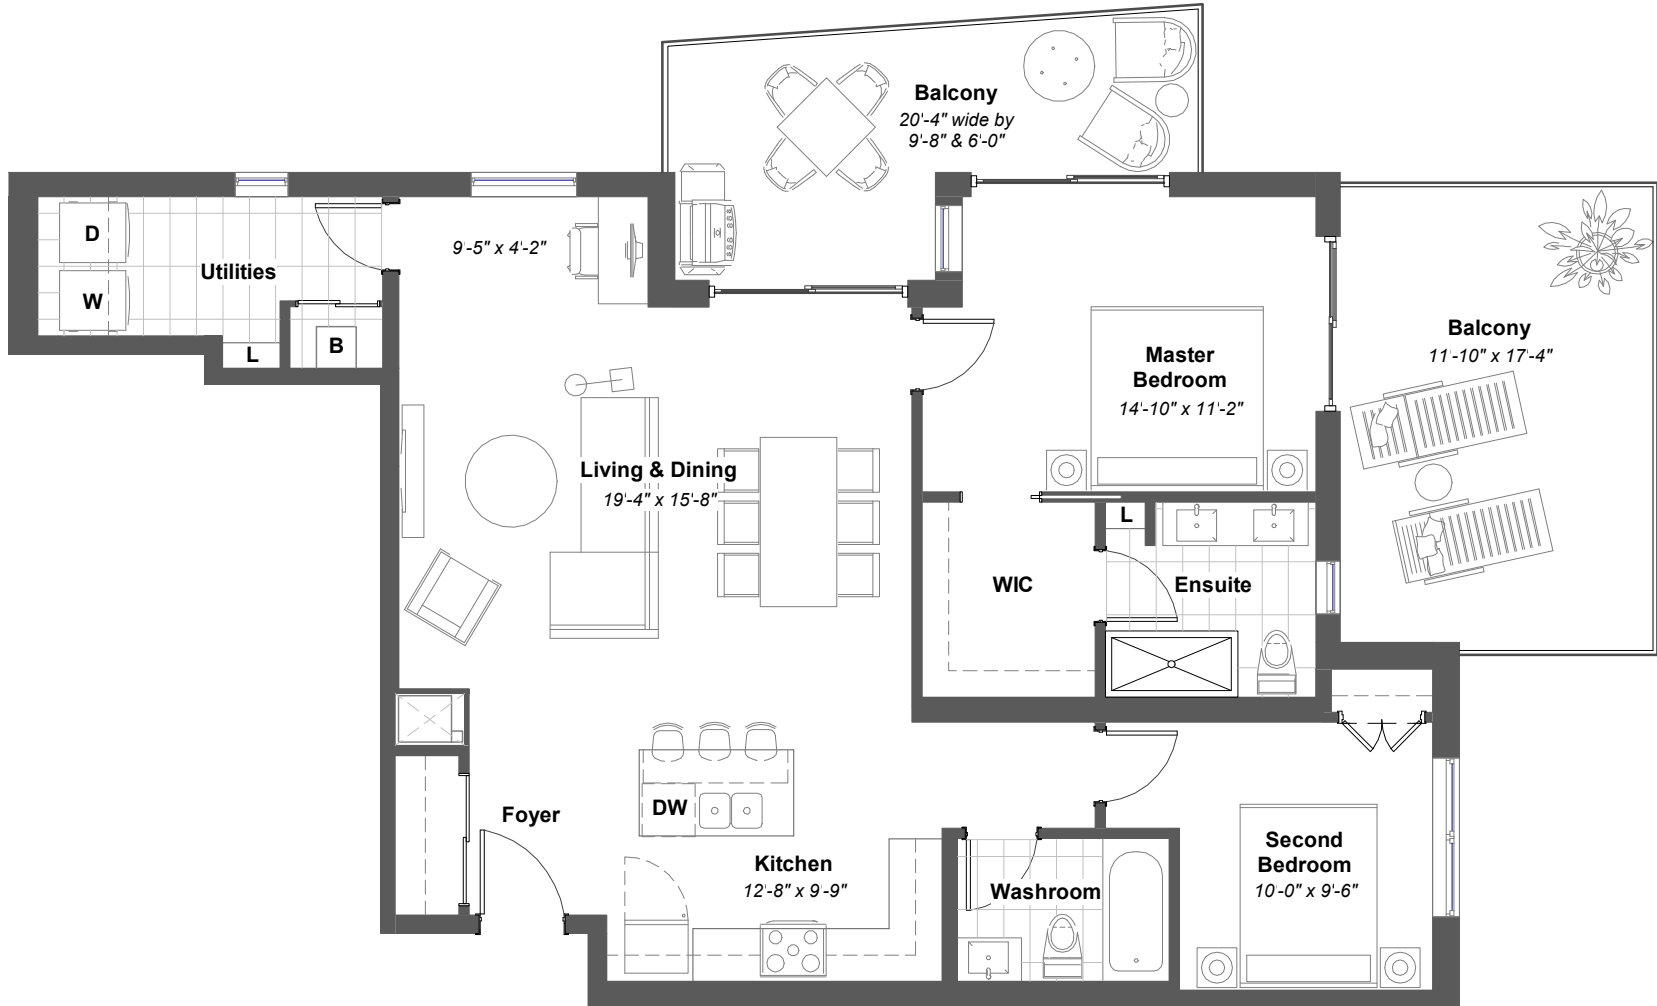 Balcony
20'-4" wide by
9'-8" & 6'-0"
D
W
Utilities
L
B
9'-5" x 4'-2"
Master
Bedroom
14'-10" x 11'-2"
Balcony
11'-10" x 17'-4"
Living & Dining
19'-4" x 15'-8"
L
WIC
Ensuite
Foyer
DW
Kitchen
12'-8" x 9'-9"
Washroom
Second
Bedroom
10'-0" x 9'-6"